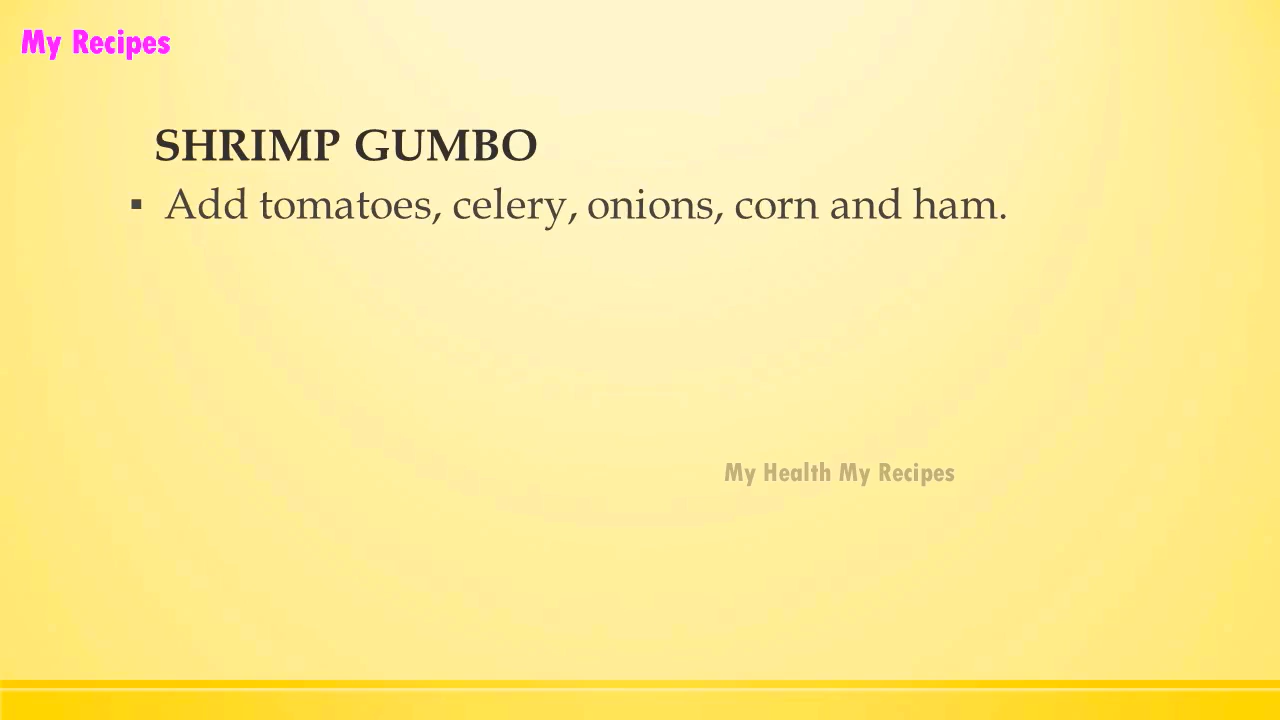 My Recipes
SHRIMP GUMBO
▪ Add tomatoes, celery, onions, corn and ham.
My Health My Recipes